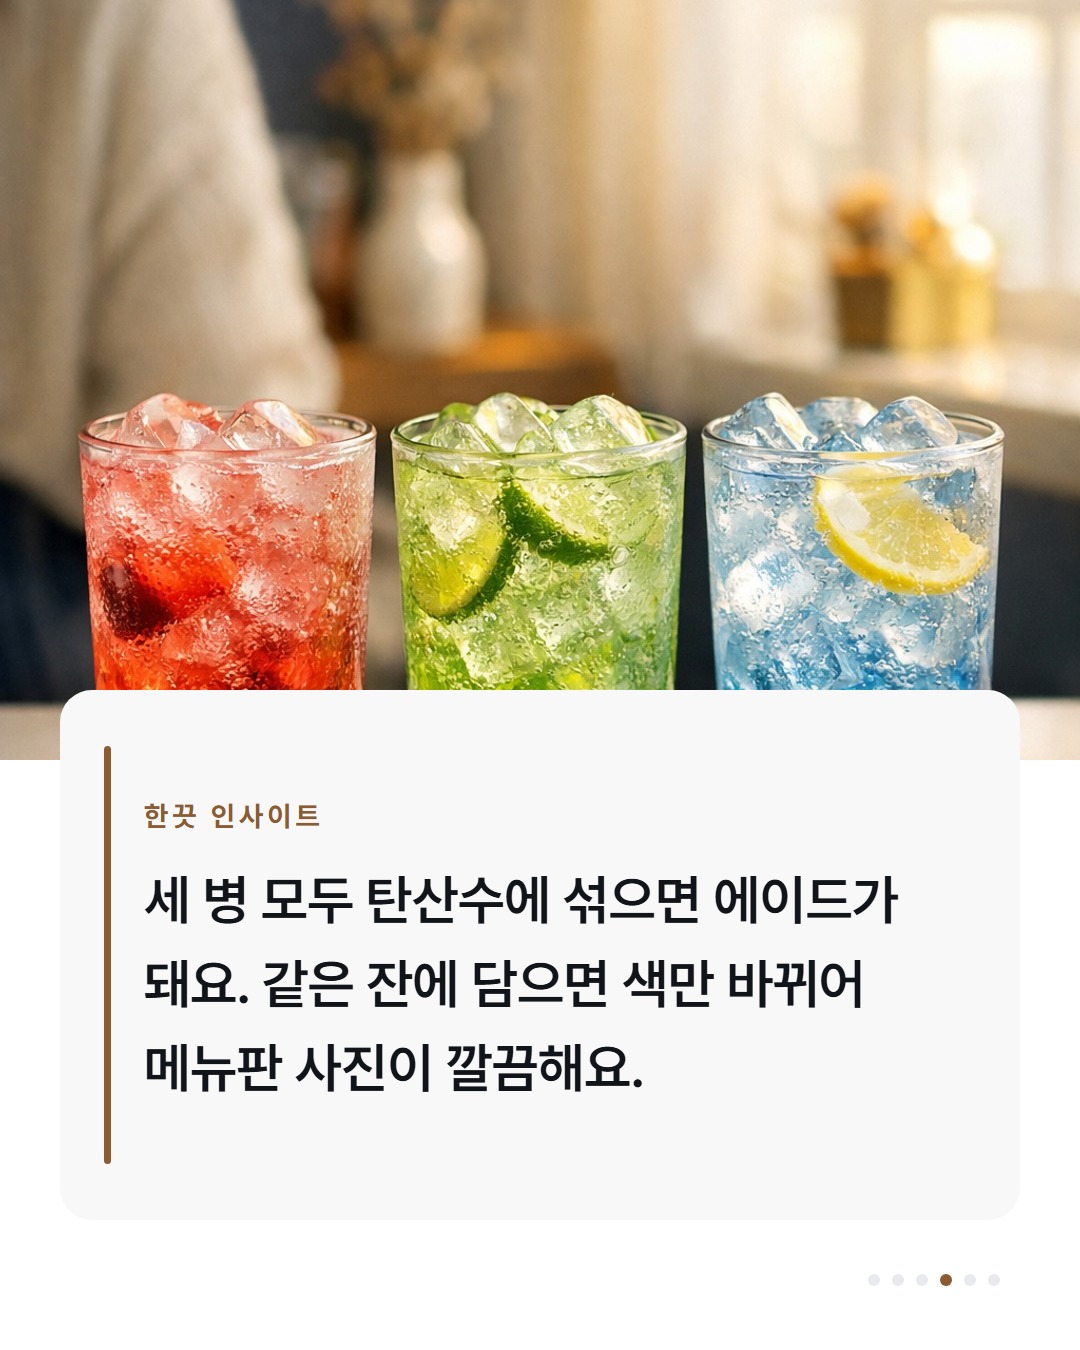 한끗 인사이트
세 병 모두 탄산수에 섞으면 에이드가
돼요. 같은 잔에 담으면 색만 바뀌어
메뉴판 사진이 깔끔해요.